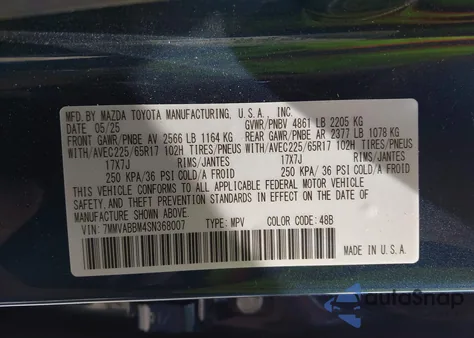 MFD. BY MAZDA TOYOTA MANUFACTURING, U.S.A., INC.
DATE 05/25 GVWR/PNBV 4861 LB 2205 KG
FRONT GAWR/PNBE AV 2566 LB 1164 KG REAR GAWR/PNBE AR 2377 LB 1078 KG
WITH/AVEC225/65R17 102H TIRES/PNEUS WITH/AVEC225/65R17 102H TIRES/PNEUS
17X7J RIMS/JANTES 17X7J RIMS/JANTES
250 KPA/36 PSI COLD/A FROID 250 KPA/36 PSI COLD/A FROID
THIS VEHICLE CONFORMS TO ALL APPLICABLE FEDERAL MOTOR VEHICLE
SAFETY, AND THEFT PREVENTION STANDARDS IN EFFECT ON THE DATE OF
MANUFACTURE SHOWN ABOVE.
VIN: 7MMVABBM4SN368007 TYPE: MPV COLOR CODE: 48B
MADE IN U.S.A.
autoSnap